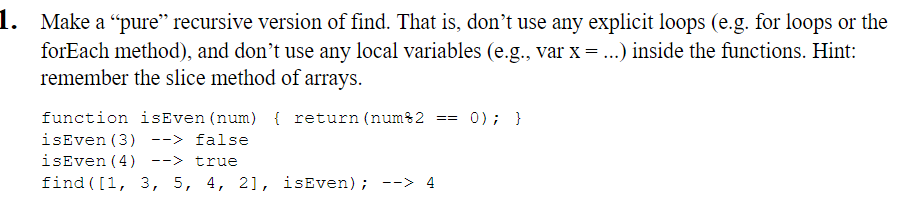 1. Make a “pure” recursive version of find. That is, don’t use any explicit loops (e.g. for loops or the
forEach method), and don’t use any local variables (e.g., var x = ...) inside the functions. Hint:
remember the slice method of arrays.
function isEven(num) { return(num%2 == 0); }
isEven(3) --> false
isEven(4) --> true
find([1, 3, 5, 4, 2], isEven); --> 4